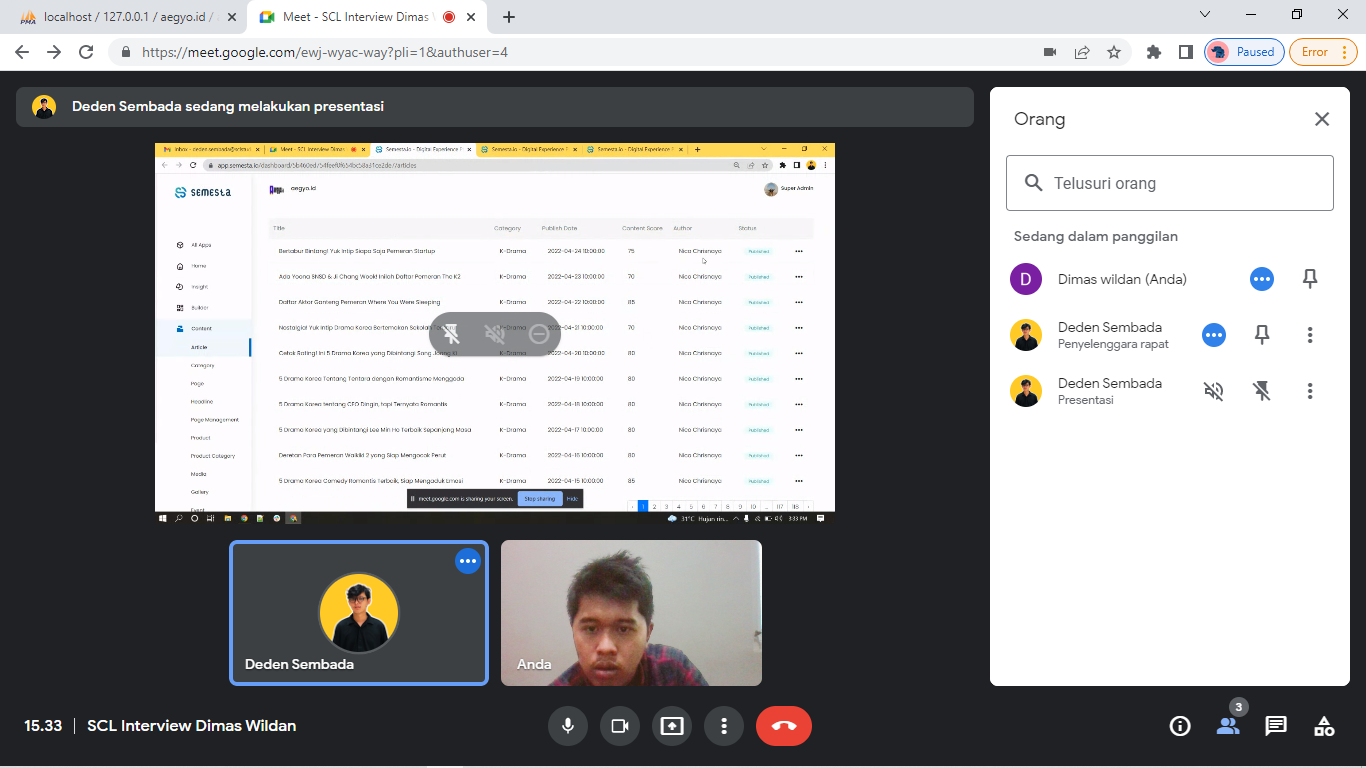 localhost / 127.0.0.1 / aegyo.id /
Meet - SCL Interview Dimas W
https://meet.google.com/ewj-wyac-way?pli=1&authuser=4
Paused
Error
Deden Sembada sedang melakukan presentasi
Meet - SCL Interview Dimas
Semesta.io - Digital Experience
Semesta.io - Digital Experience
Semesta.io - Digital Experience
semesta
aegyo.id
Super Admin
Title Category Publish Date Content Score Author Status
All Apps
Home
Insight
Builder
Content
Article
Category
Page
Headline
Page Management
Product
Product Category
Media
Gallery
Event
Bertabur Bintang! Yuk Intip Siapa Saja Pemeran Startup K-Drama 2022-04-24 10:00:00 75 Nico Chrisnaya Published
Ada Yoona SNSD & Ji Chang Wook! Inilah Daftar Pemeran The K2 K-Drama 2022-04-23 10:00:00 70 Nico Chrisnaya Published
Daftar Aktor Ganteng Pemeran Where You Were Sleeping K-Drama 2022-04-22 10:00:00 85 Nico Chrisnaya Published
Nostalgia! Yuk Intip Drama Korea Bertemakan Sekolah K-Drama 2022-04-21 10:00:00 70 Nico Chrisnaya Published
Cetak Rating! Ini 5 Drama Korea yang Dibintangi Song Joong Ki K-Drama 2022-04-20 10:00:00 80 Nico Chrisnaya Published
5 Drama Korea Tentang Tentara dengan Romantisme Menggoda K-Drama 2022-04-19 10:00:00 80 Nico Chrisnaya Published
5 Drama Korea tentang CEO Dingin, tapi Ternyata Romantis K-Drama 2022-04-18 10:00:00 80 Nico Chrisnaya Published
5 Drama Korea yang Dibintangi Lee Min Ho Terbaik Sepanjang Masa K-Drama 2022-04-17 10:00:00 80 Nico Chrisnaya Published
Deretan Para Pemeran Waikiki 2 yang Siap Mengocok Perut K-Drama 2022-04-16 10:00:00 80 Nico Chrisnaya Published
5 Drama Korea Comedy Romantis Terbaik, Siap Mengaduk Emosi K-Drama 2022-04-15 10:00:00 85 Nico Chrisnaya Published
meet.google.com is sharing your screen. Stop sharing Hide
1 2 3 4 5 6 7 8 9 10 ... 117 118
31°C Hujan rin... 3:33 PM
Deden Sembada
Anda
15.33 | SCL Interview Dimas Wildan
Orang
Telusuri orang
Sedang dalam panggilan
D
Dimas wildan (Anda)
Deden Sembada
Penyelenggara rapat
Deden Sembada
Presentasi
3